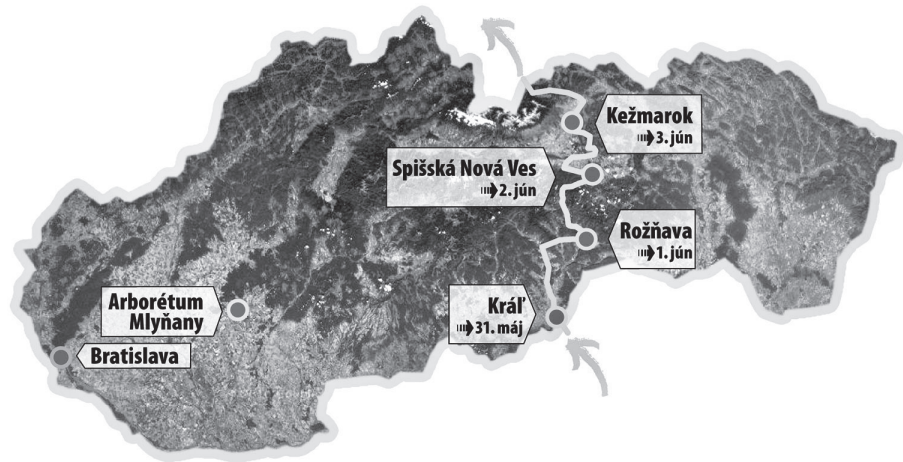 Kežmarok
3. jún
Spišská Nová Ves
2. jún
Rožňava
1. jún
Kráľ
31. máj
Arborétum
Mlyňany
Bratislava